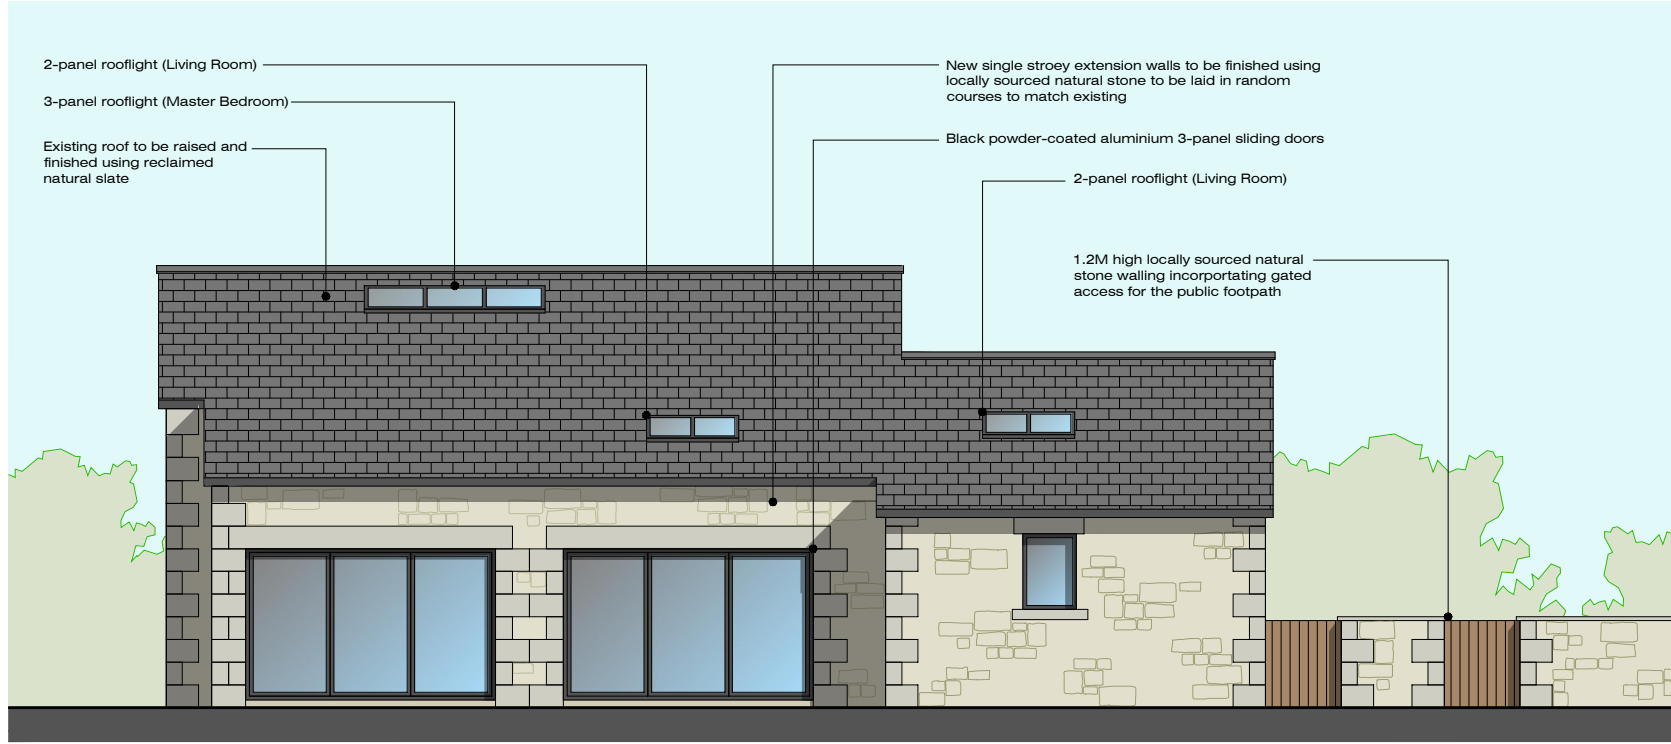 2-panel rooflight (Living Room)
3-panel rooflight (Master Bedroom)
Existing roof to be raised and
finished using reclaimed
natural slate
New single stroey extension walls to be finished using
locally sourced natural stone to be laid in random
courses to match existing
Black powder-coated aluminium 3-panel sliding doors
2-panel rooflight (Living Room)
1.2M high locally sourced natural
stone walling incorportating gated
access for the public footpath